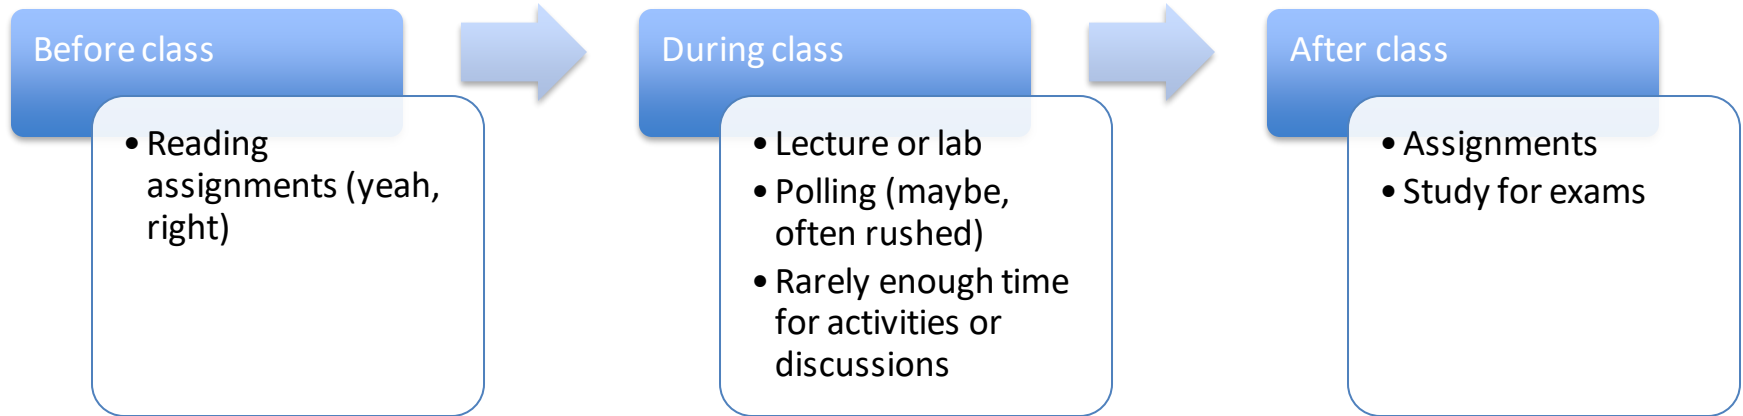 Before class
• Reading
assignments (yeah,
right)
During class
• Lecture or lab
• Polling (maybe,
often rushed)
• Rarely enough time
for activities or
discussions
After class
• Assignments
• Study for exams